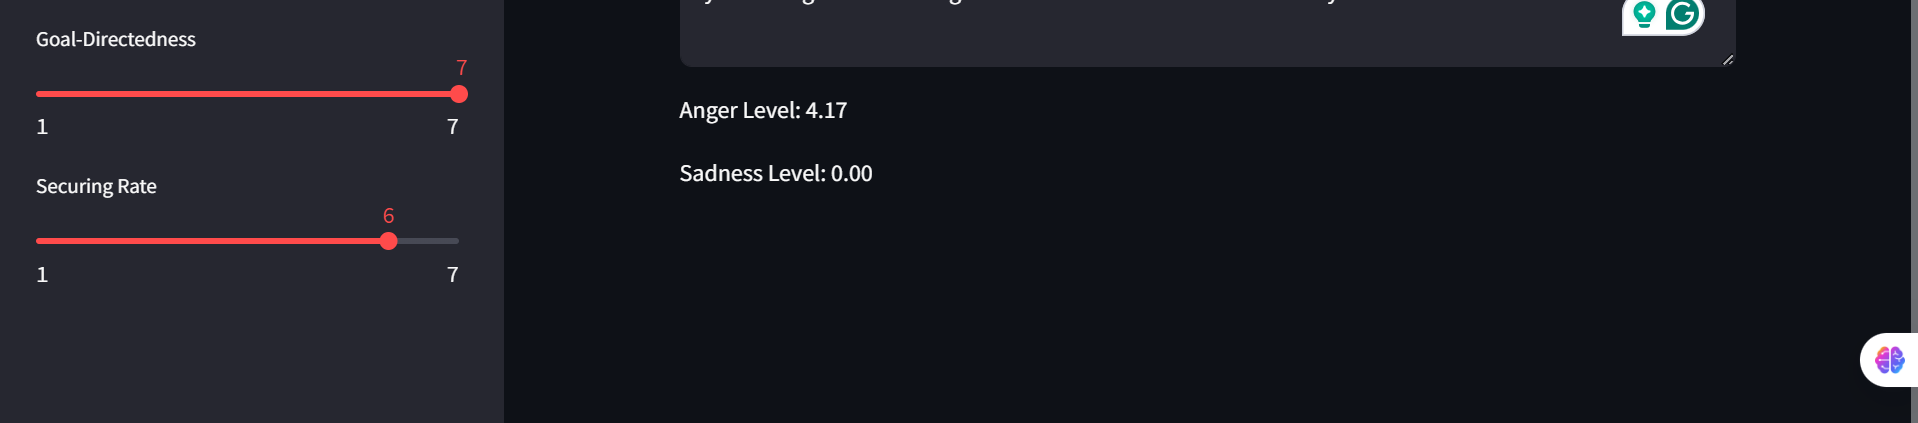 Goal-Directedness
7
1 7
Securing Rate
6
1 7
Anger Level: 4.17
Sadness Level: 0.00